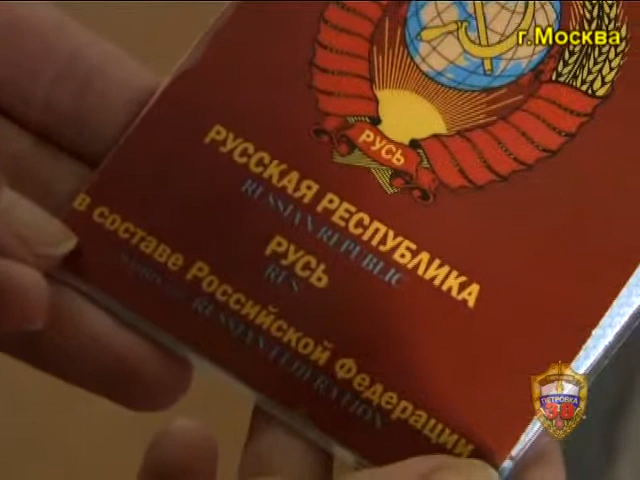 г.Москва
РУСЬ
РУССКАЯ РЕСПУБЛИКА
RUSSIAN REPUBLIC
РУСЬ
RUS
в составе Российской Федерации
RUSSIAN FEDERATION
ПЕТРОВКА
38